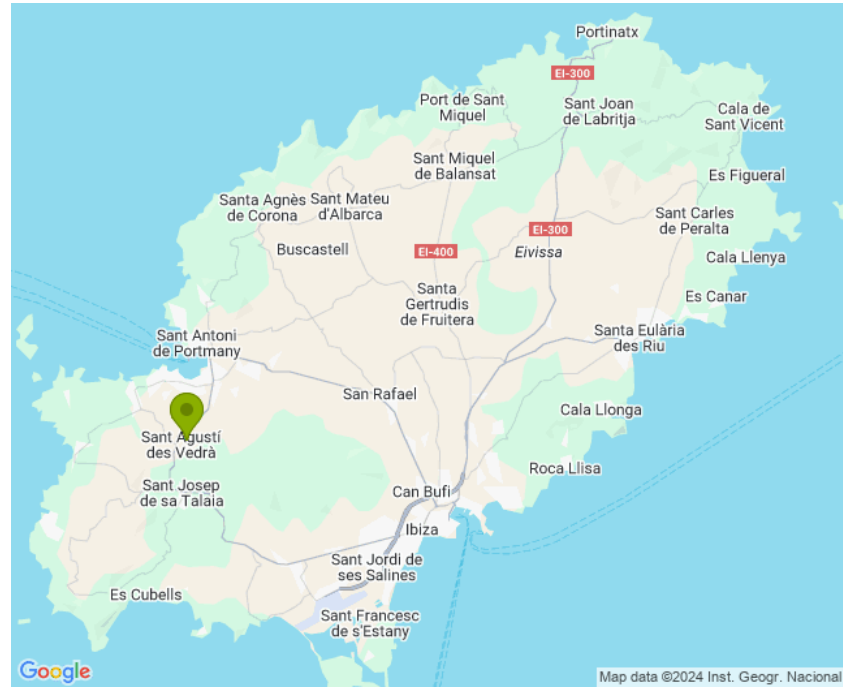 Portinatx
EI-300
Port de Sant
Miquel
Sant Joan
de Labritja
Cala de
Sant Vicent
Sant Miquel
de Balansat
Es Figueral
Santa Agnès
de Corona
Sant Mateu
d'Albarca
Sant Carles
de Peralta
EI-300
Buscastell
EI-400
Eivissa
Cala Llenya
Santa
Gertrudis
de Fruitera
Es Canar
Sant Antoni
de Portmany
Santa Eulària
des Riu
San Rafael
Cala Llonga
Sant Agustí
des Vedrà
Roca Llisa
Sant Josep
de sa Talaia
Can Bufí
Ibiza
Sant Jordi de
ses Salines
Es Cubells
Sant Francesc
de s'Estany
Google
Map data ©2024 Inst. Geogr. Nacional